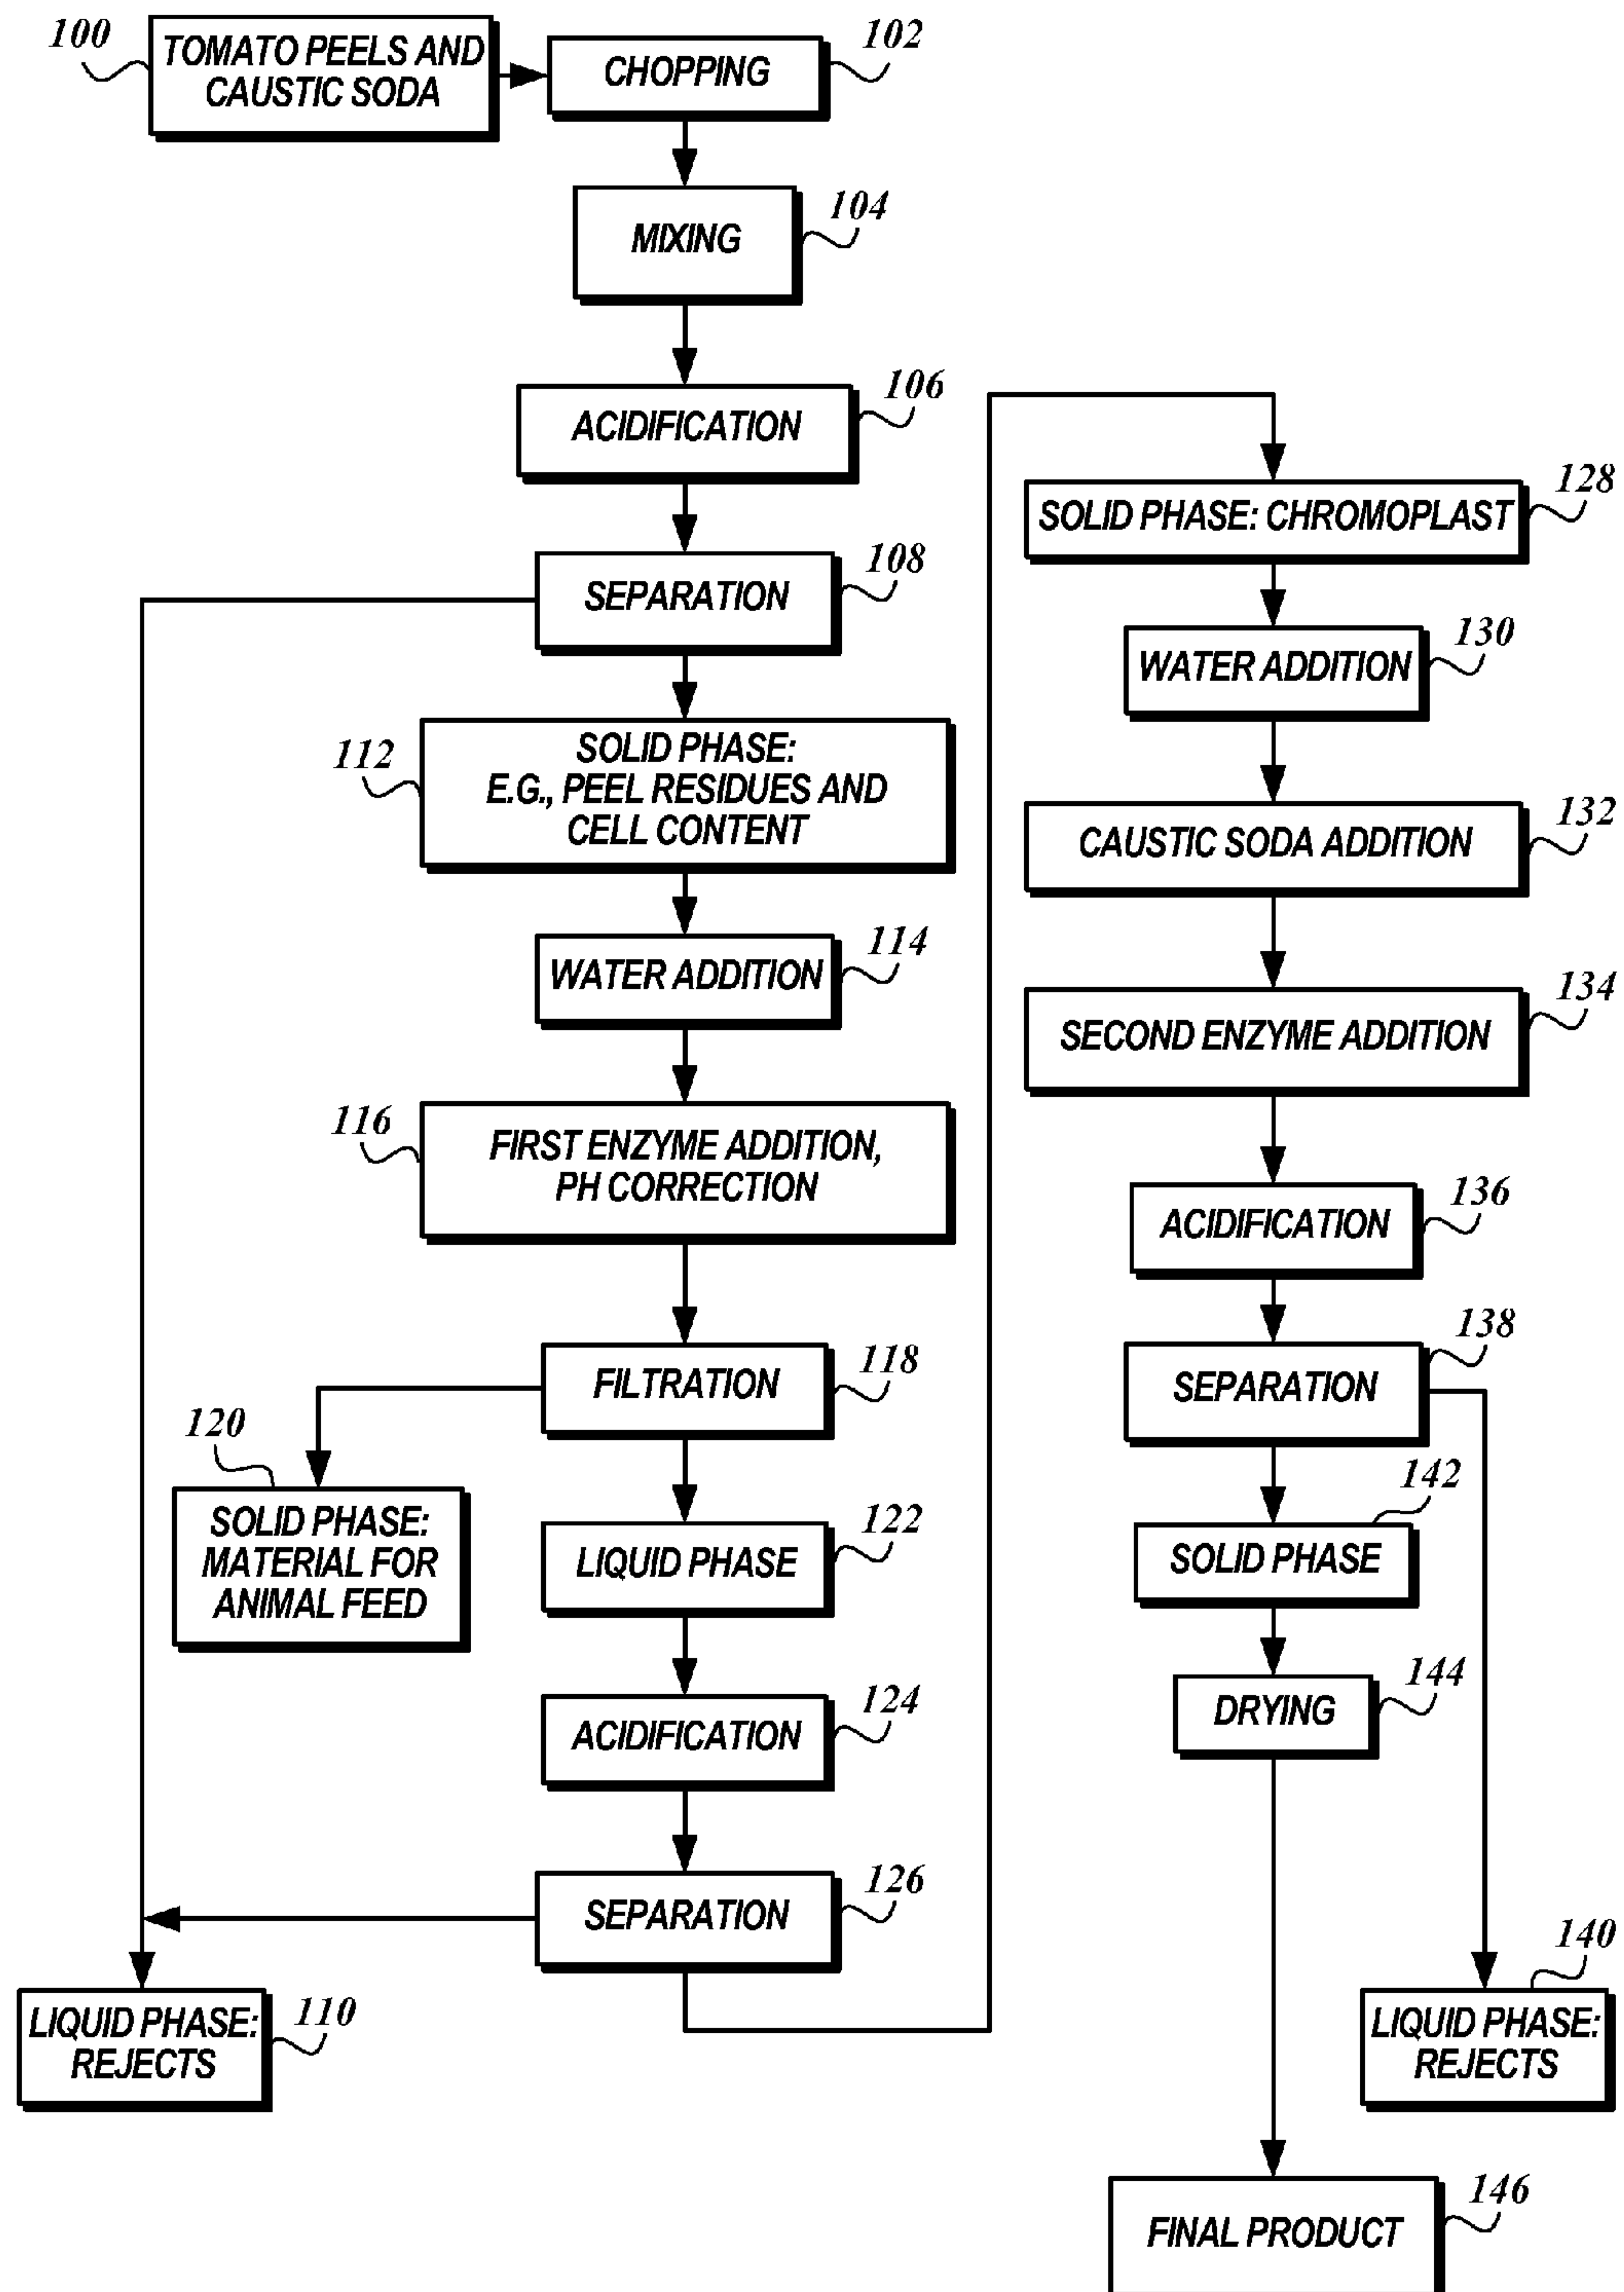 100
TOMATO PEELS AND
CAUSTIC SODA
CHOPPING
102
MIXING
104
ACIDIFICATION
106
SEPARATION
108
112
SOLID PHASE:
E.G., PEEL RESIDUES AND
CELL CONTENT
WATER ADDITION
114
116
FIRST ENZYME ADDITION,
PH CORRECTION
FILTRATION
118
120
SOLID PHASE:
MATERIAL FOR
ANIMAL FEED
LIQUID PHASE
122
ACIDIFICATION
124
SEPARATION
126
LIQUID PHASE:
REJECTS
110
SOLID PHASE: CHROMOPLAST
128
WATER ADDITION
130
CAUSTIC SODA ADDITION
132
SECOND ENZYME ADDITION
134
ACIDIFICATION
136
SEPARATION
138
SOLID PHASE
142
DRYING
144
LIQUID PHASE:
REJECTS
140
FINAL PRODUCT
146